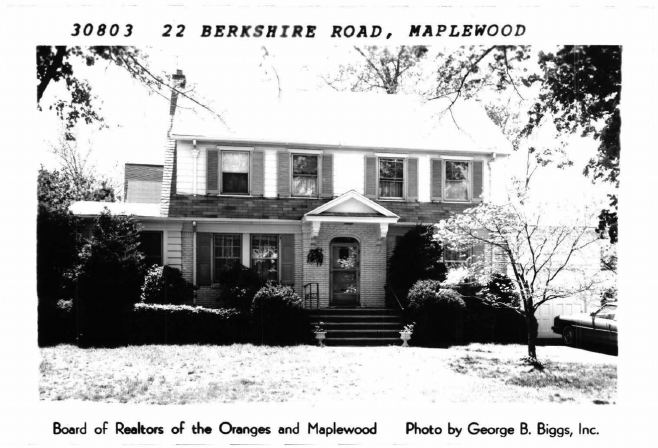 30803 22 BERKSHIRE ROAD, MAPLEWOOD
Board of Realtors of the Oranges and Maplewood Photo by George B. Biggs, Inc.